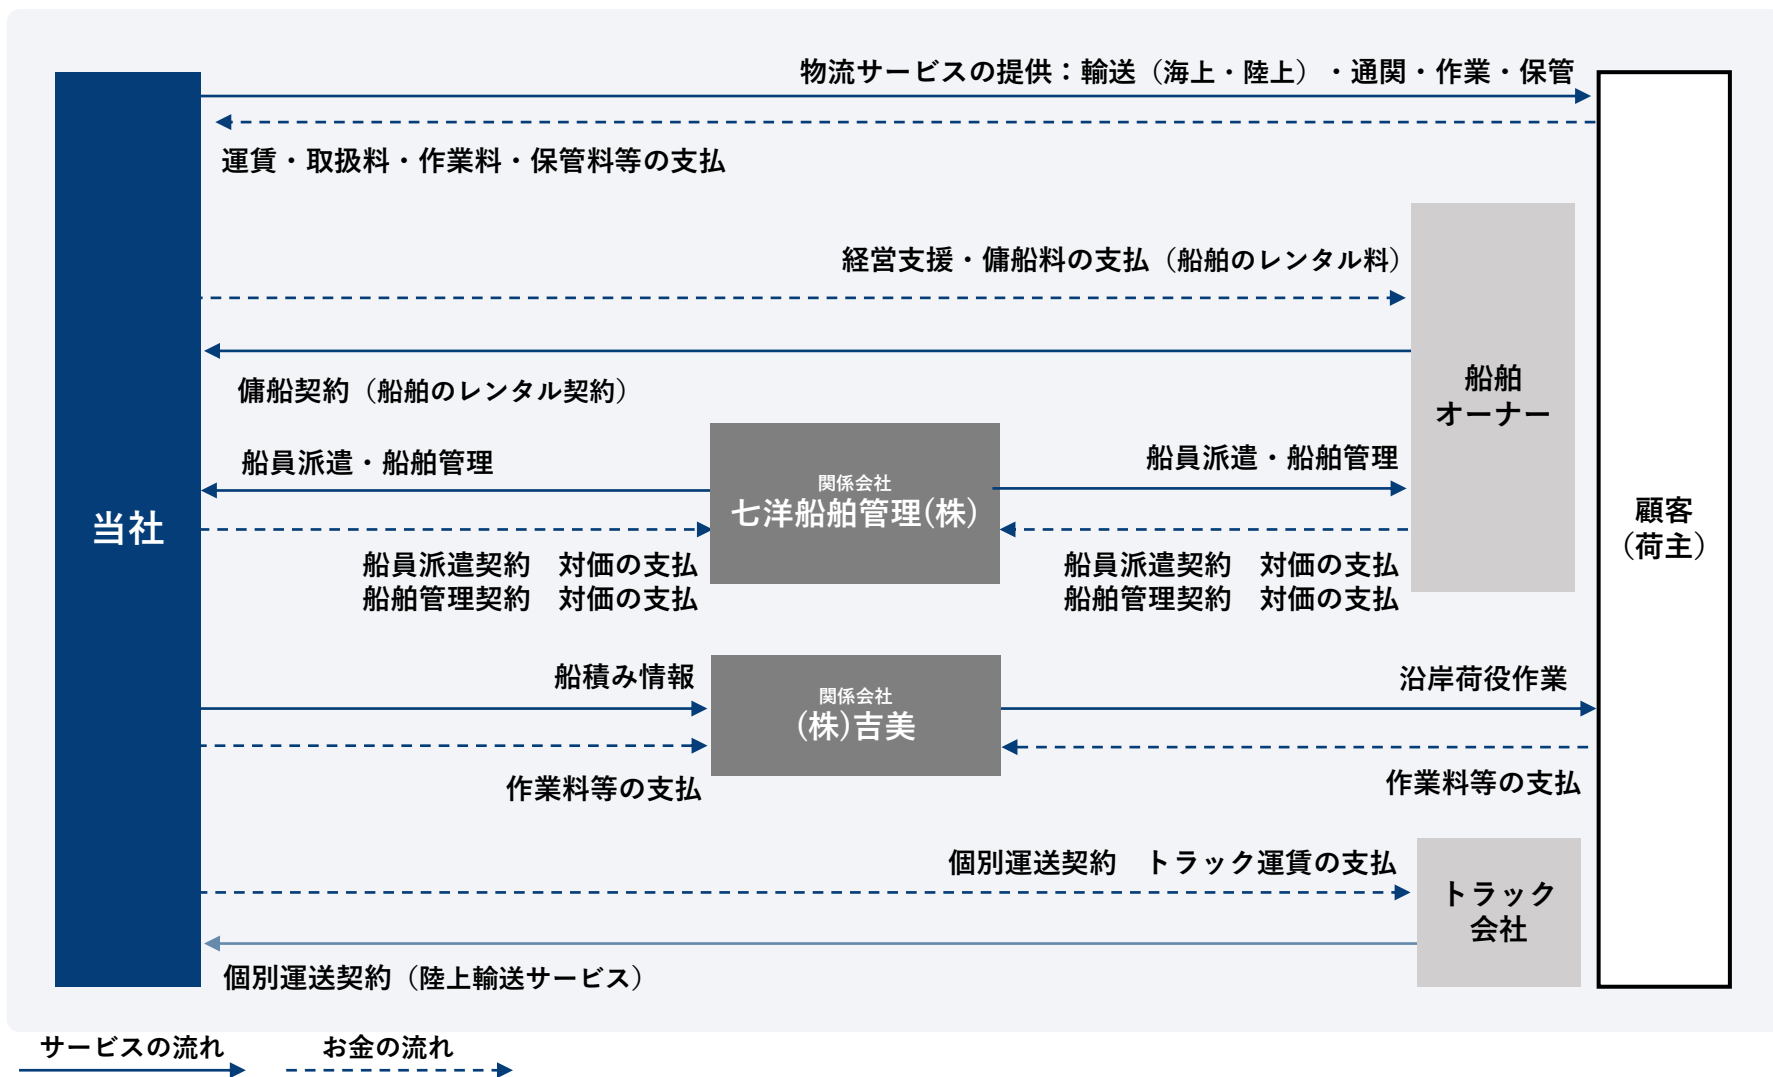 物流サービスの提供：輸送（海上・陸上）・通関・作業・保管
運賃・取扱料・作業料・保管料等の支払
経営支援・傭船料の支払（船舶のレンタル料）
傭船契約（船舶のレンタル契約）
船舶
オーナー
船員派遣・船舶管理
関係会社
七洋船舶管理(株)
船員派遣・船舶管理
当社
顧客
（荷主）
船員派遣契約　対価の支払
船舶管理契約　対価の支払
船員派遣契約　対価の支払
船舶管理契約　対価の支払
船積み情報
関係会社
(株)吉美
沿岸荷役作業
作業料等の支払
作業料等の支払
個別運送契約　トラック運賃の支払
トラック
会社
個別運送契約（陸上輸送サービス）
サービスの流れ
お金の流れ